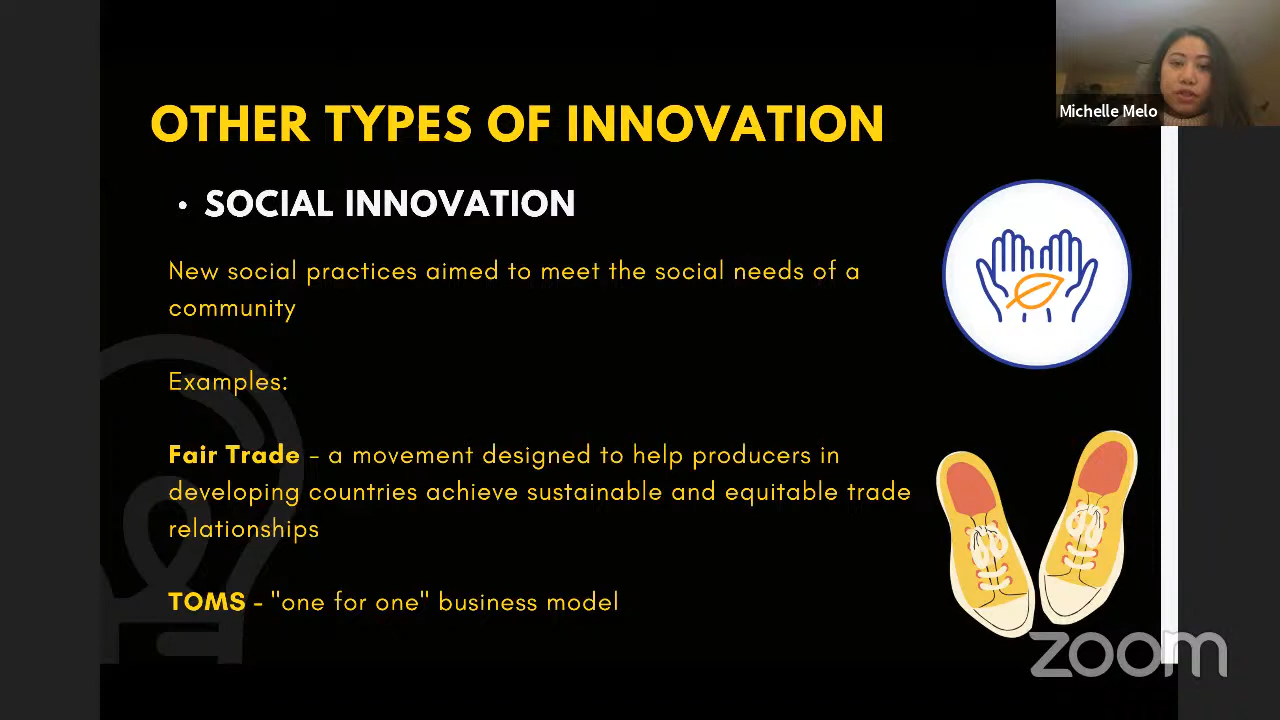 Michelle Melo
OTHER TYPES OF INNOVATION
• SOCIAL INNOVATION
New social practices aimed to meet the social needs of a
community
Examples:
Fair Trade - a movement designed to help producers in
developing countries achieve sustainable and equitable trade
relationships
TOMS - "one for one" business model
zoom